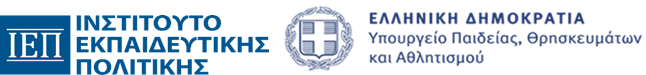 ΙΕΠ
ΙΝΣΤΙΤΟΥΤΟ
ΕΚΠΑΙΔΕΥΤΙΚΗΣ
ΠΟΛΙΤΙΚΗΣ
ΕΛΛΗΝΙΚΗ ΔΗΜΟΚΡΑΤΙΑ
Υπουργείο Παιδείας, Θρησκευμάτων
και Αθλητισμού